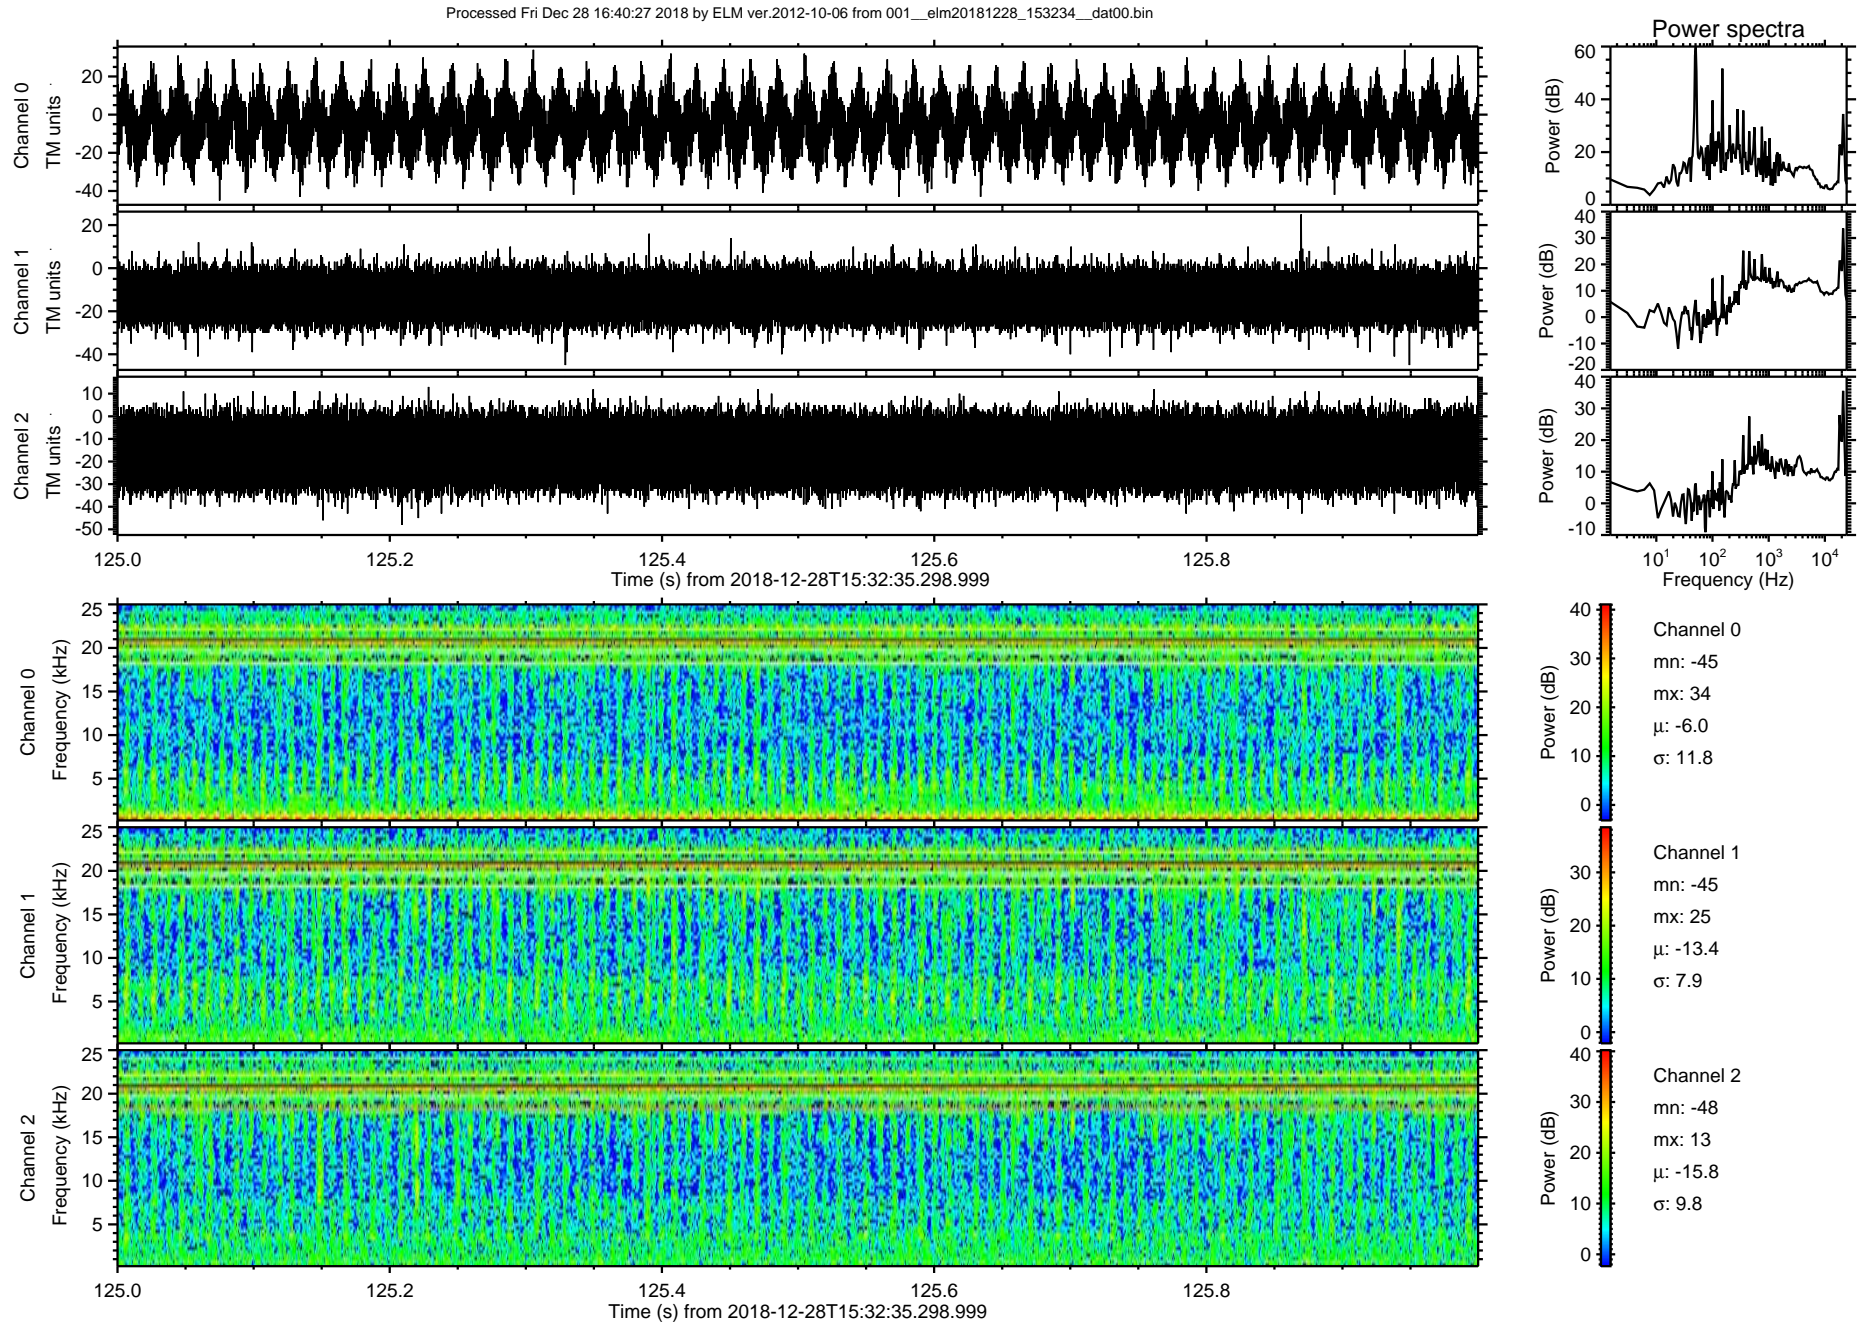 Processed Fri Dec 28 16:40:27 2018 by ELM ver.2012-10-06 from 001__elm20181228_153234__dat00.bin
Power spectra
Channel 0
TM units
20
0
-20
-40
Power (dB)
60
40
20
0
Channel 1
TM units
20
0
-20
-40
Power (dB)
40
30
20
10
0
-10
-20
Channel 2
TM units
10
0
-10
-20
-30
-40
-50
Power (dB)
40
30
20
10
0
-10
125.0 125.2 125.4 125.6 125.8
Time (s) from 2018-12-28T15:32:35.298.999
10^1 10^2 10^3 10^4
Frequency (Hz)
Channel 0
Frequency (kHz)
25
20
15
10
5
Power (dB)
40
30
20
10
0
Channel 0
mn: -45
mx: 34
μ: -6.0
σ: 11.8
Channel 1
Frequency (kHz)
25
20
15
10
5
Power (dB)
30
20
10
0
Channel 1
mn: -45
mx: 25
μ: -13.4
σ: 7.9
Channel 2
Frequency (kHz)
25
20
15
10
5
Power (dB)
40
30
20
10
0
Channel 2
mn: -48
mx: 13
μ: -15.8
σ: 9.8
125.0 125.2 125.4 125.6 125.8
Time (s) from 2018-12-28T15:32:35.298.999